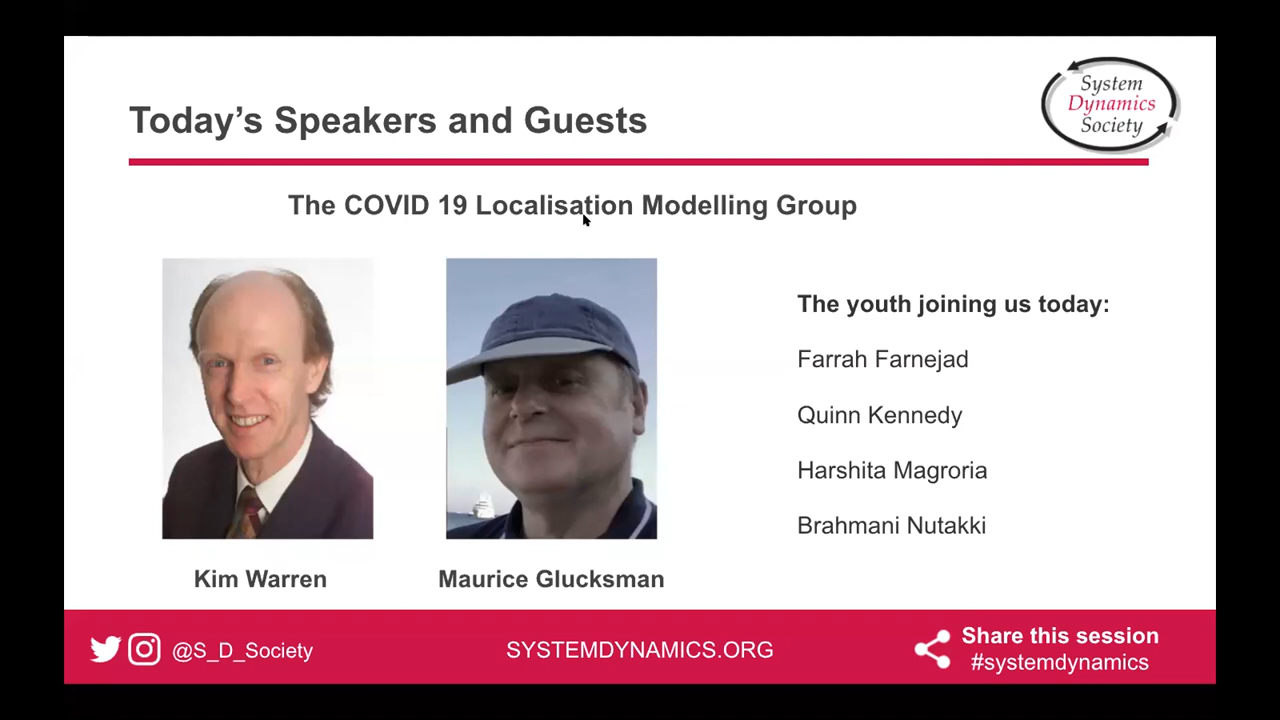 Today's Speakers and Guests
System
Dynamics
Society
The COVID 19 Localisation Modelling Group
The youth joining us today:
Farrah Farnejad
Quinn Kennedy
Harshita Magroria
Brahmani Nutakki
Kim Warren
Maurice Glucksman
@S_D_Society
SYSTEMDYNAMICS.ORG
Share this session
#systemdynamics